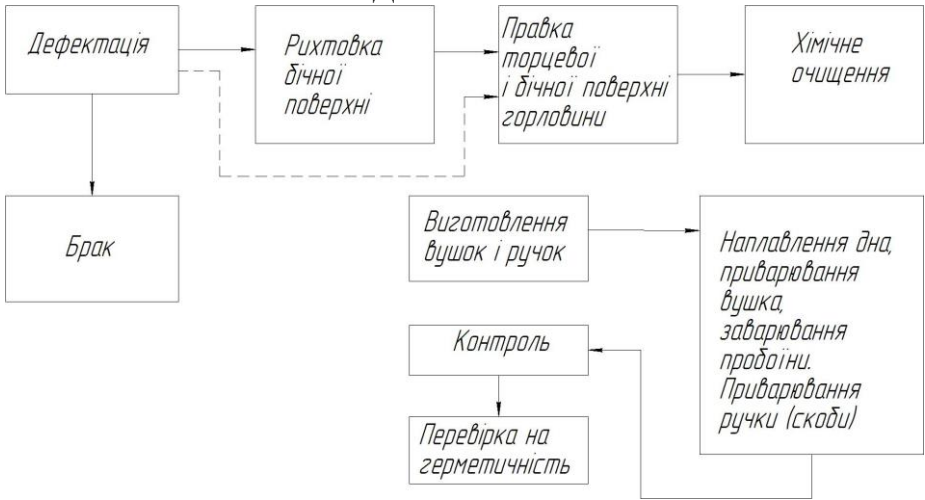 Дефектація
Рихтовка
бічної
поверхні
Правка
торцевої
і бічної поверхні
горловини
Хімічне
очищення
Брак
Виготовлення
вушок і ручок
Наплавлення дна,
приварювання
вушка,
заварювання
пробоїни.
Приварювання
ручки (скоби)
Контроль
Перевірка на
герметичність